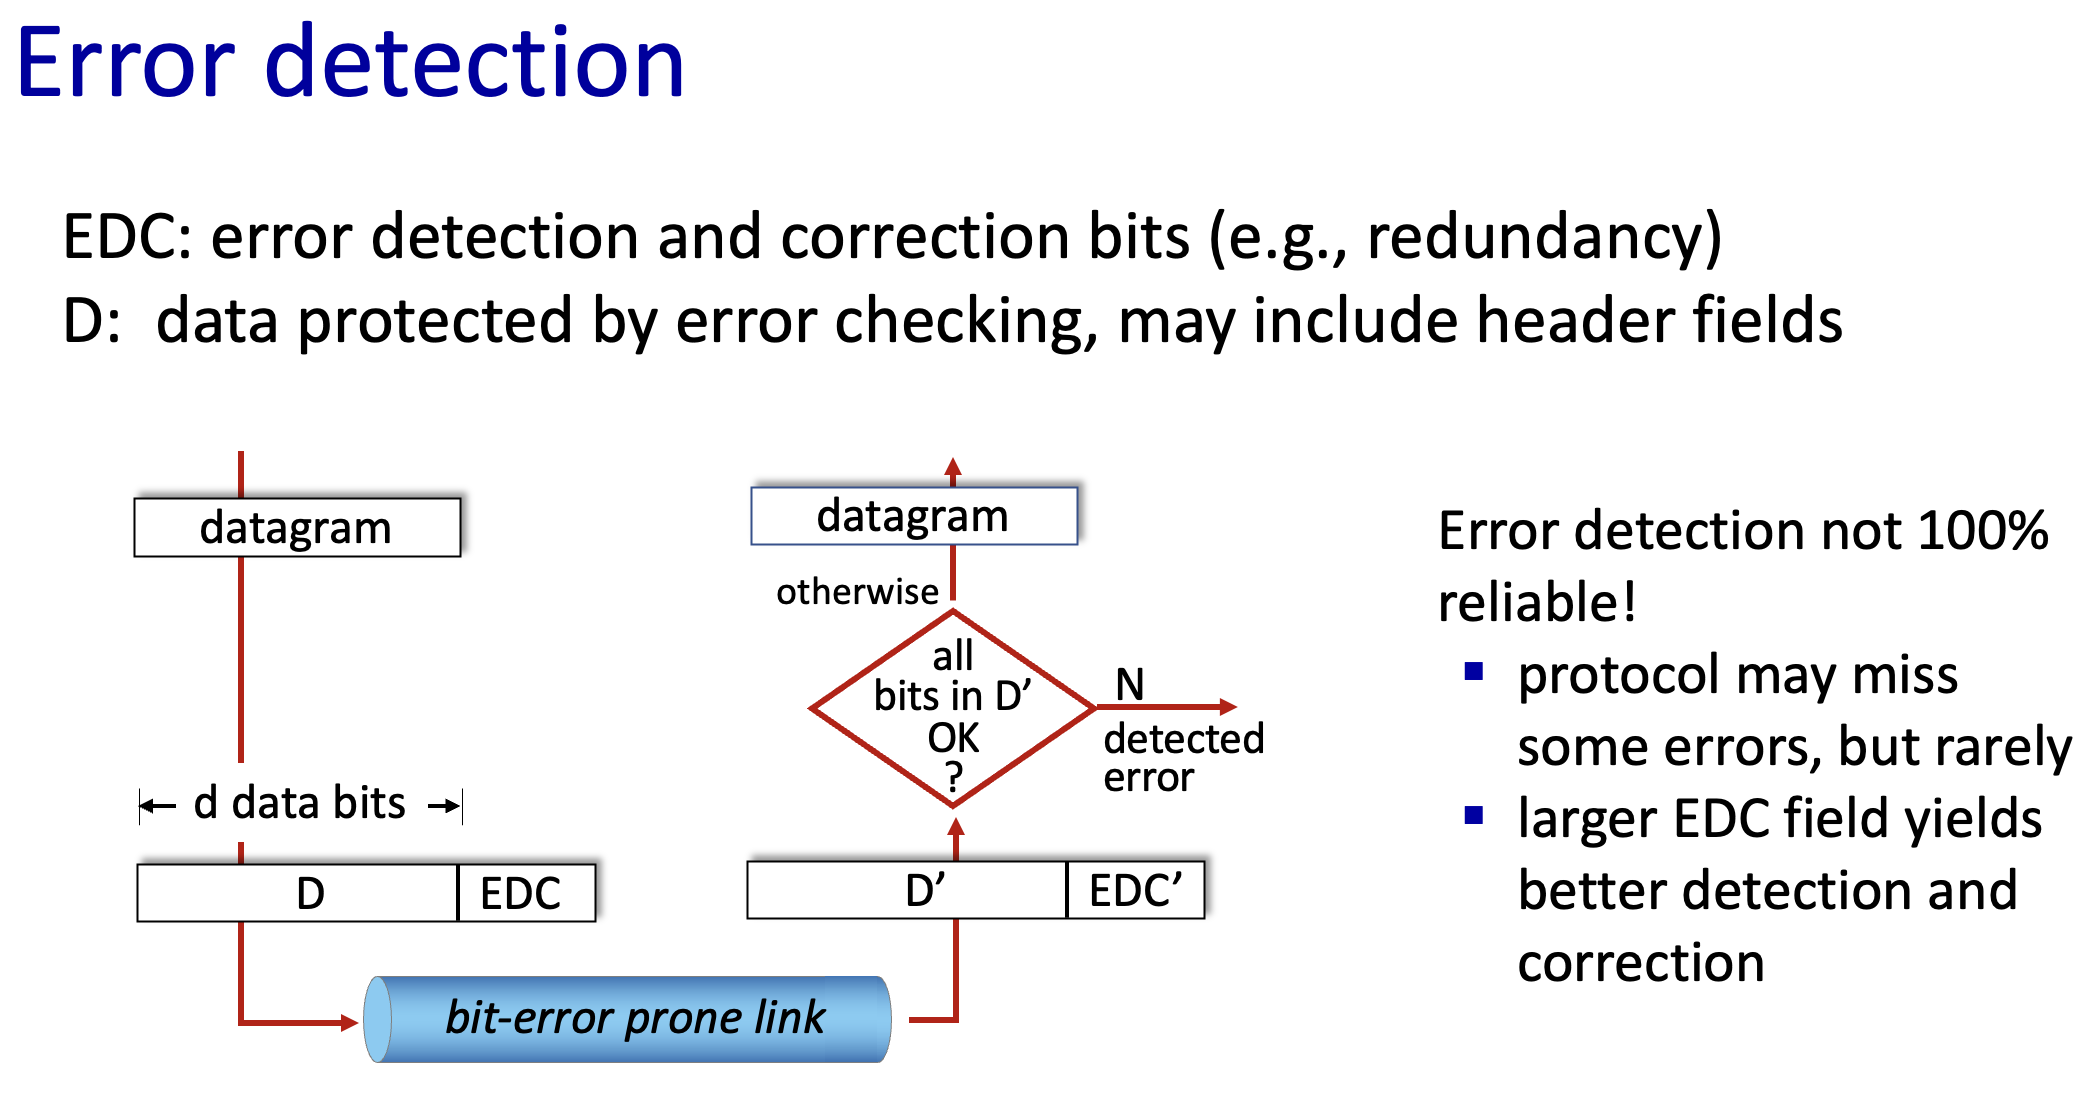 Error detection
EDC: error detection and correction bits (e.g., redundancy)
D: data protected by error checking, may include header fields
datagram
d data bits
D
EDC
bit-error prone link
datagram
otherwise
all
bits in D’
OK
?
N
detected
error
D’
EDC’
Error detection not 100%
reliable!
▪ protocol may miss
some errors, but rarely
▪ larger EDC field yields
better detection and
correction